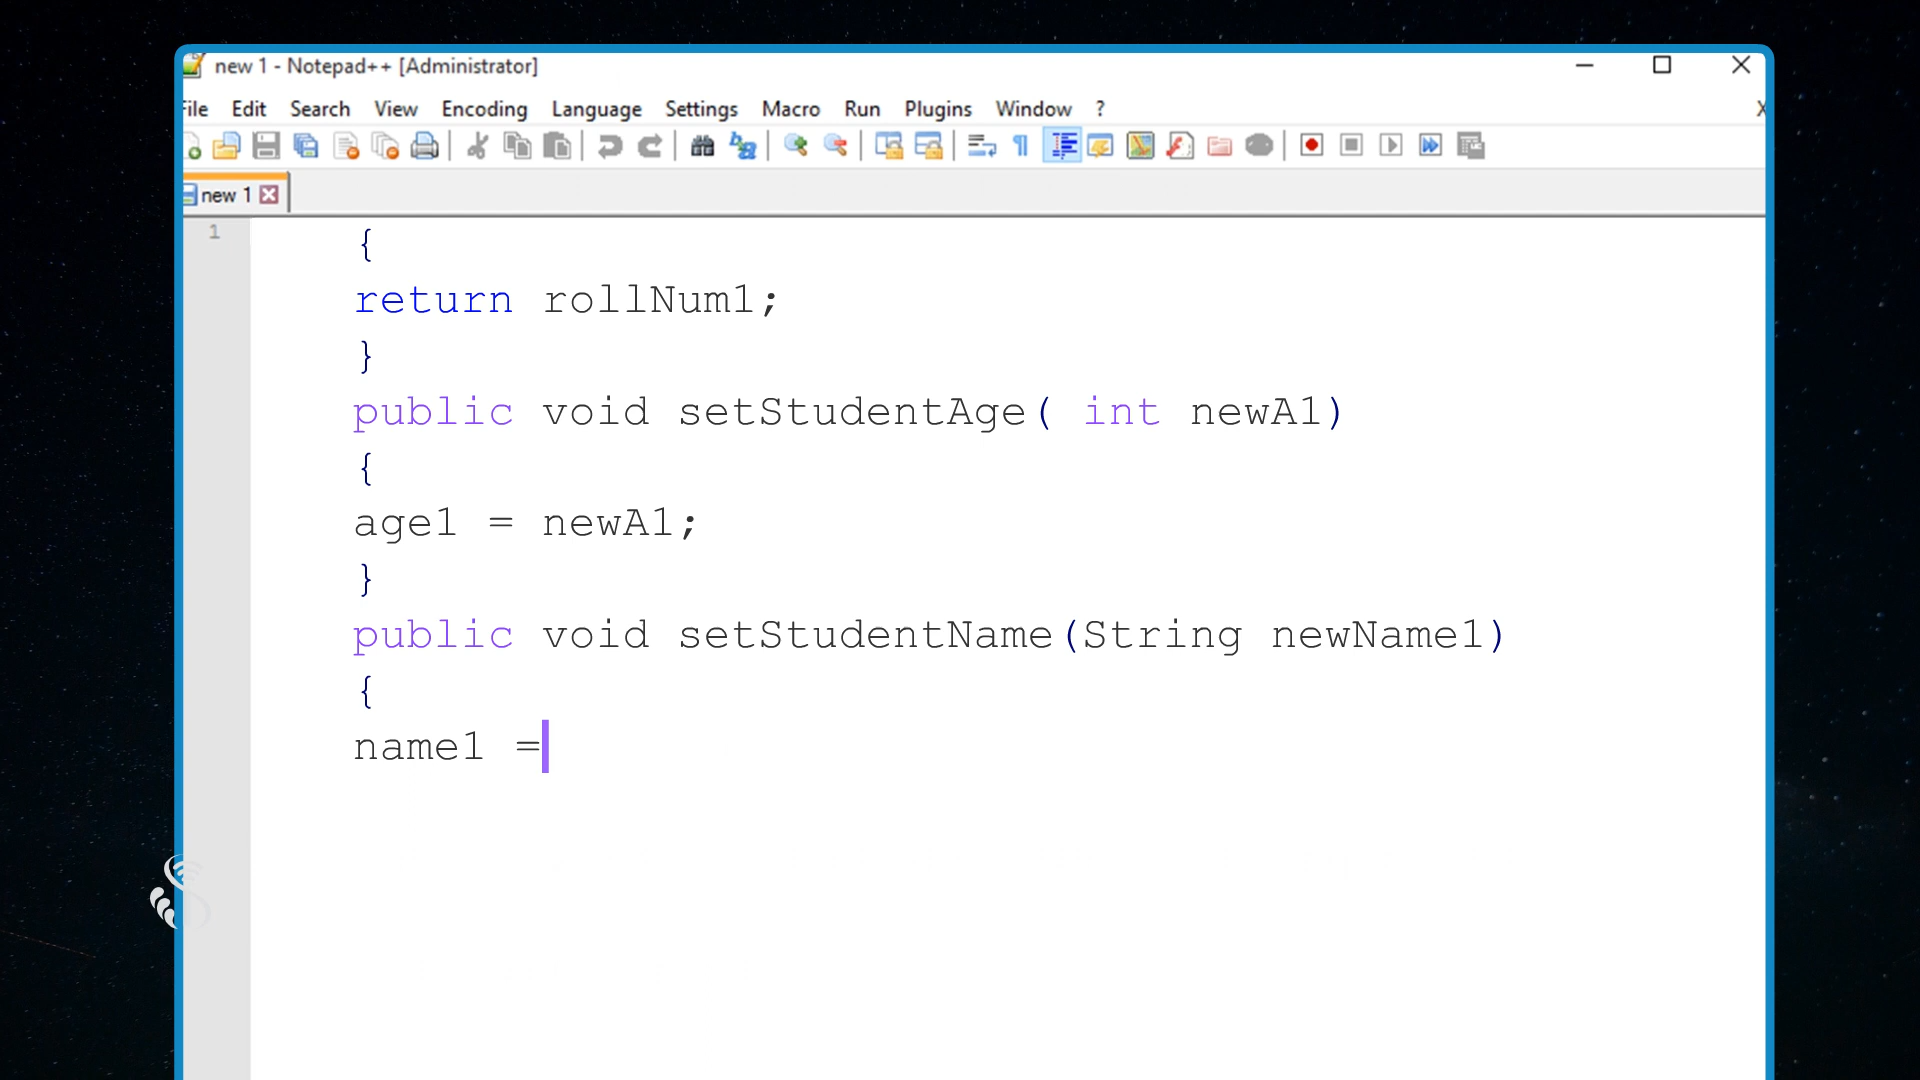 new 1 - Notepad++ [Administrator]
File Edit Search View Encoding Language Settings Macro Run Plugins Window ? X
new 1
1
{
return rollNum1;
}
public void setStudentAge( int newA1)
{
age1 = newA1;
}
public void setStudentName(String newName1)
{
name1 =